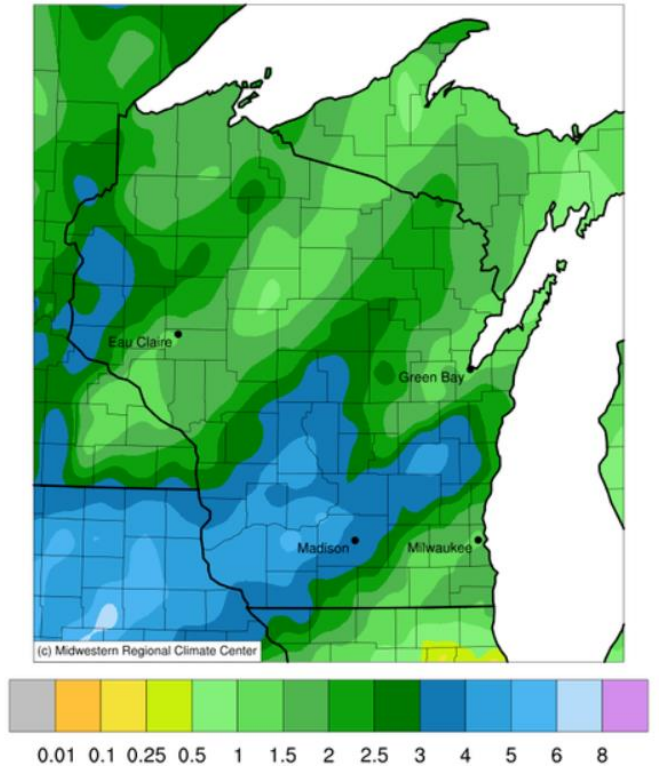 Eau Claire
Green Bay
Madison
Milwaukee
(c) Midwestern Regional Climate Center
0.01 0.1 0.25 0.5 1 1.5 2 2.5 3 4 5 6 8